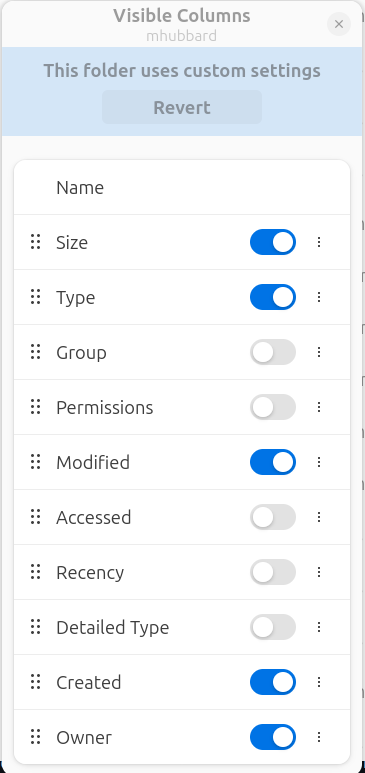 Visible Columns
mhubbard
This folder uses custom settings
Revert
Name
Size
Type
Group
Permissions
Modified
Accessed
Recency
Detailed Type
Created
Owner